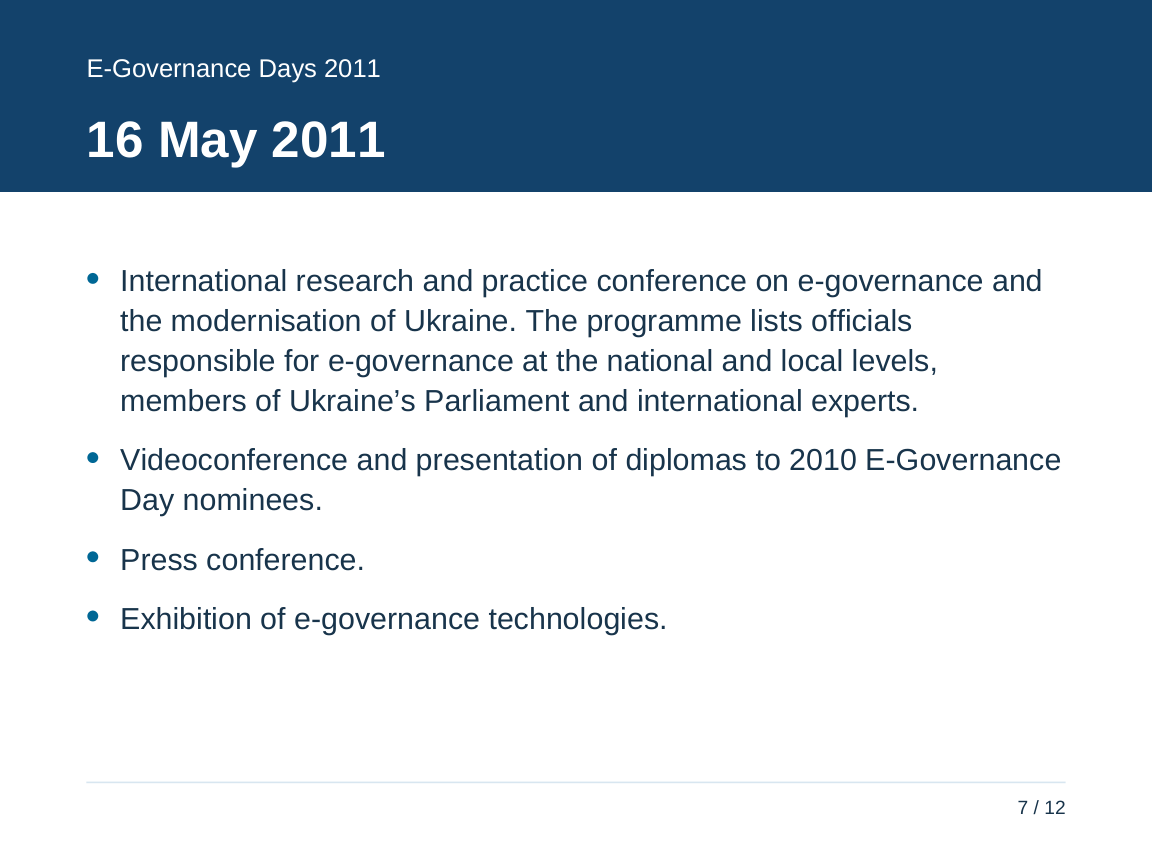 E-Governance Days 2011
16 May 2011
• International research and practice conference on e-governance and
the modernisation of Ukraine. The programme lists officials
responsible for e-governance at the national and local levels,
members of Ukraine’s Parliament and international experts.
• Videoconference and presentation of diplomas to 2010 E-Governance
Day nominees.
• Press conference.
• Exhibition of e-governance technologies.
7 / 12